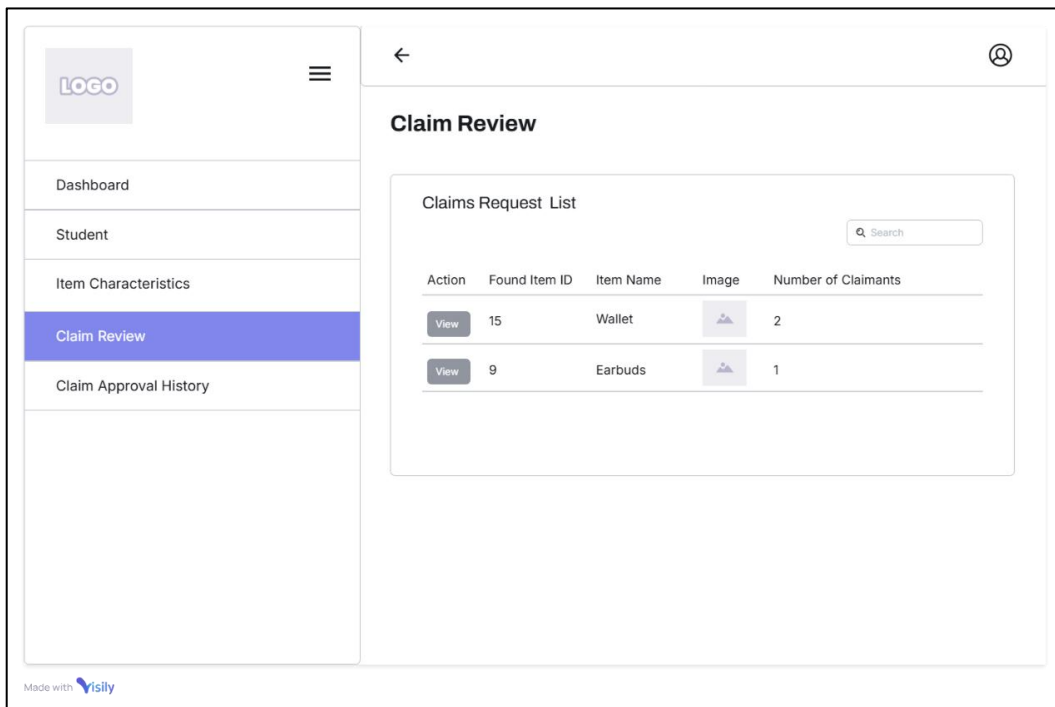 LOGO
Dashboard
Student
Item Characteristics
Claim Review
Claim Approval History
Claim Review
Claims Request List
Search
Action Found Item ID Item Name Image Number of Claimants
View 15 Wallet 2
View 9 Earbuds 1
Made with Visily